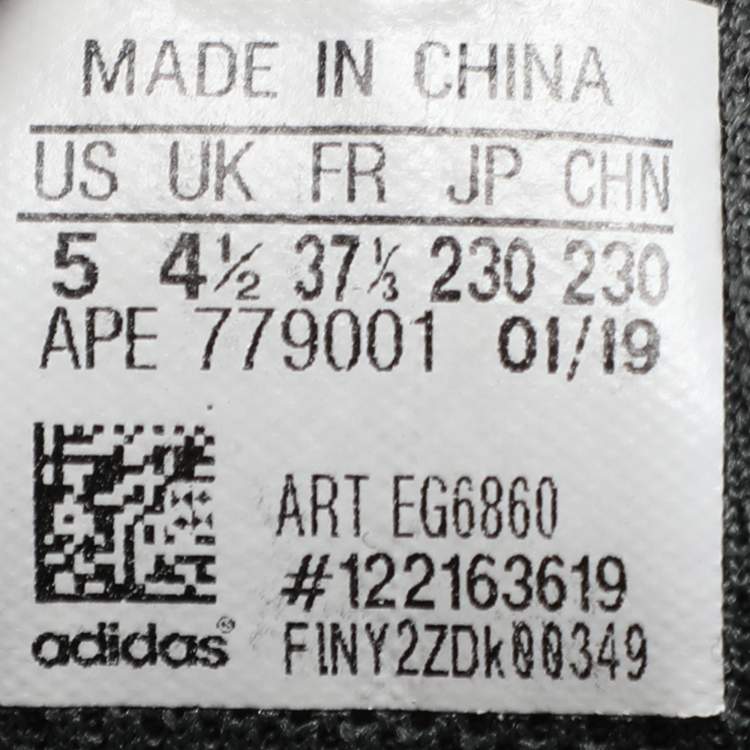 MADE IN CHINA
US UK FR JP CHN
5 4½ 37⅓ 230 230
APE 779001 01/19
ART EG6860
#122163619
adidas®
F1NY2ZDk00349